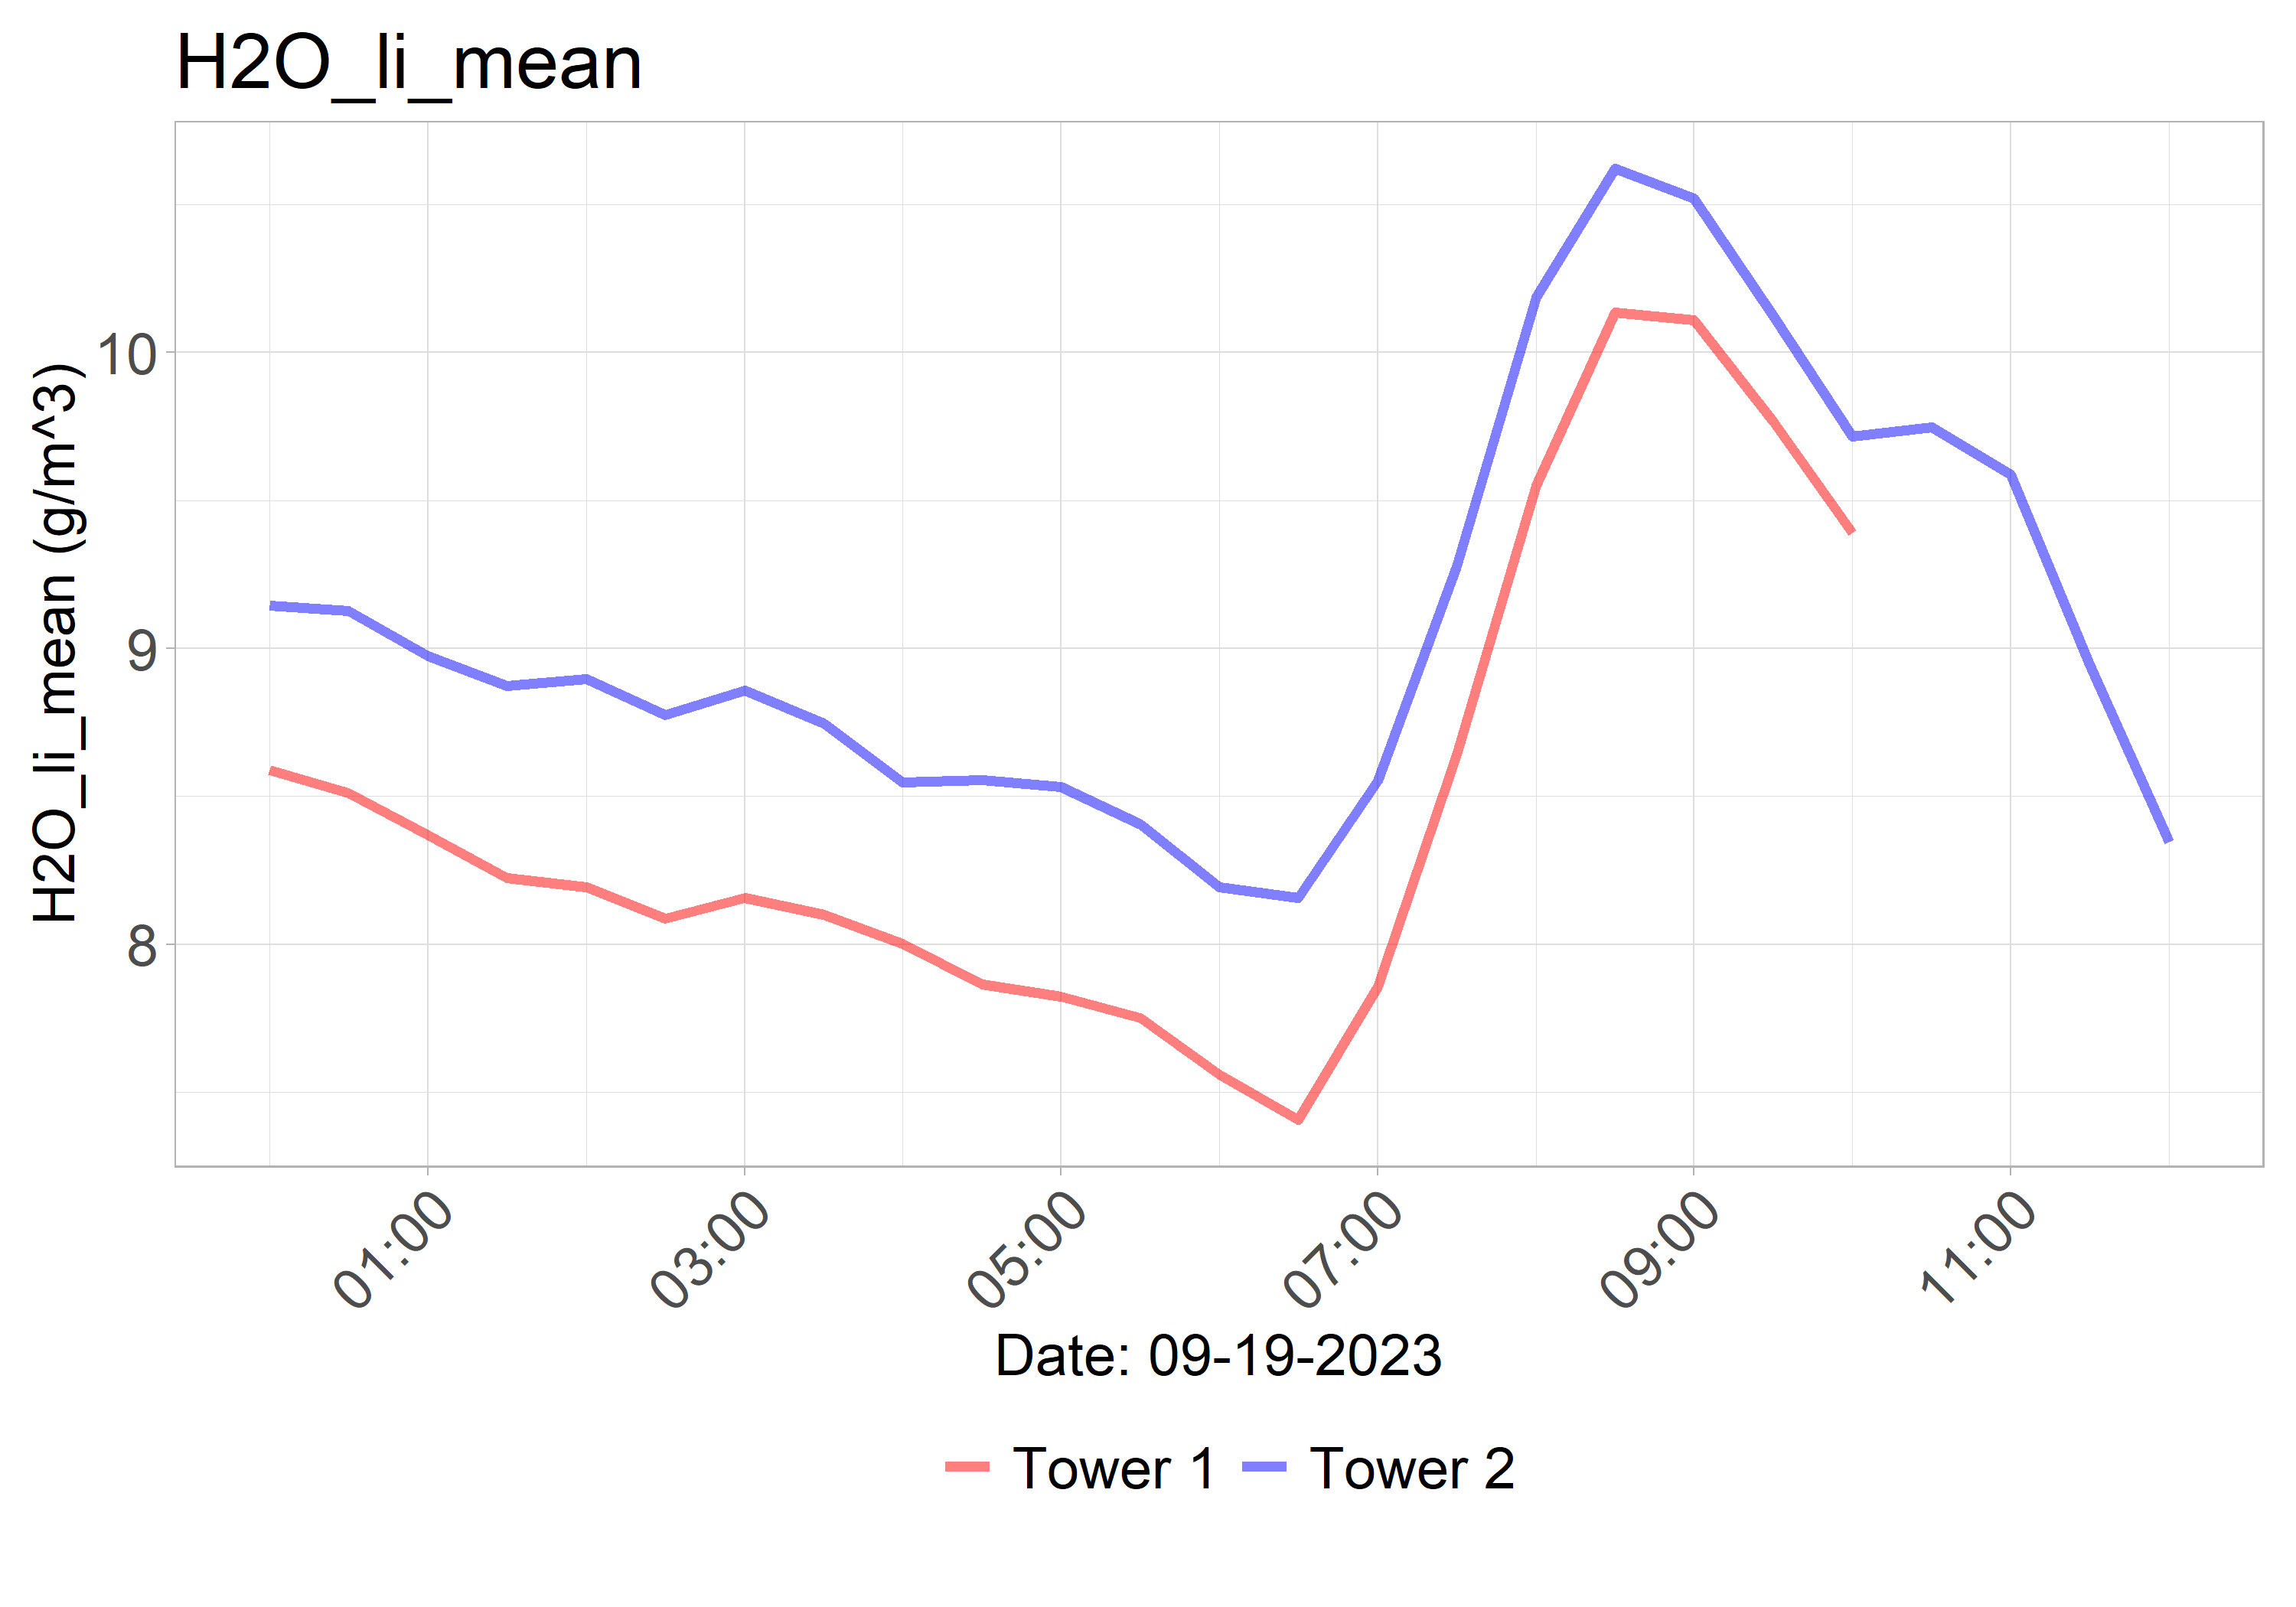 H2O_li_mean
H2O_li_mean (g/m^3)
10
9
8
01:00
03:00
05:00
07:00
09:00
11:00
Date: 09-19-2023
Tower 1
Tower 2